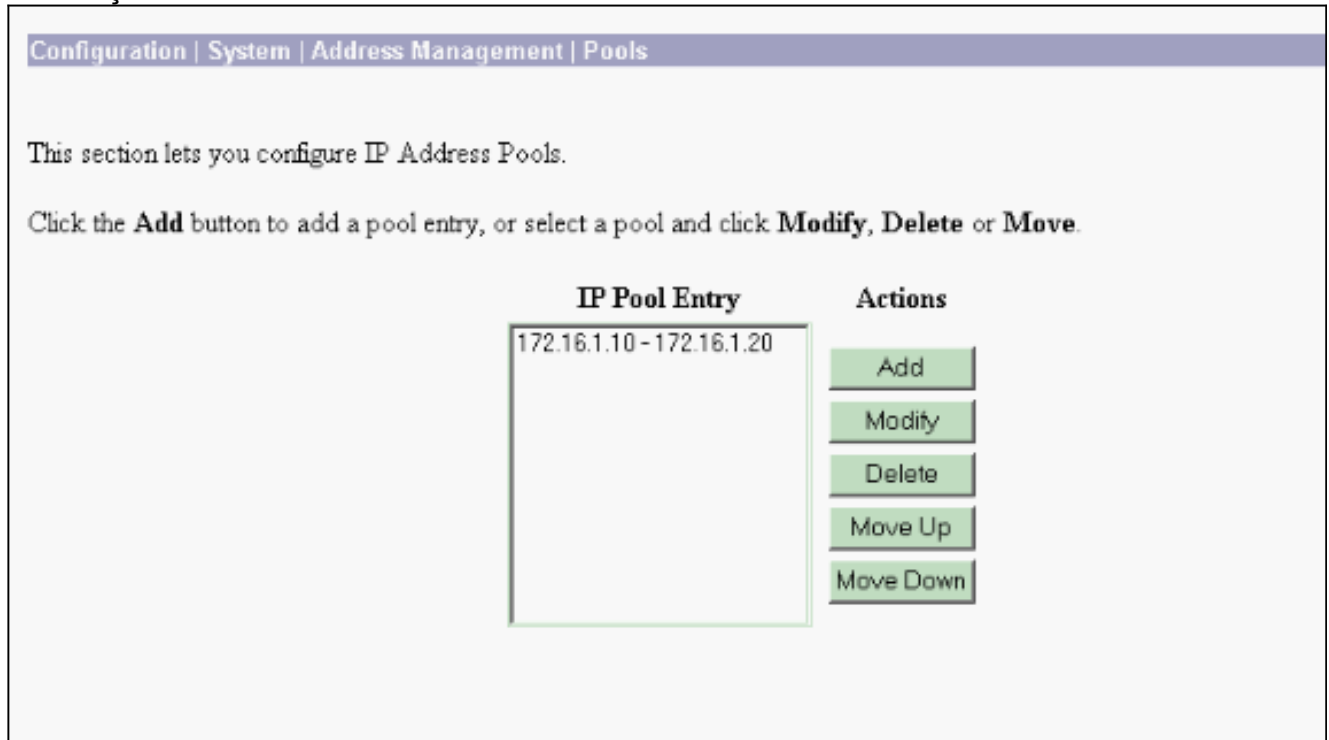 Configuration | System | Address Management | Pools
This section lets you configure IP Address Pools.
Click the Add button to add a pool entry, or select a pool and click Modify, Delete or Move.
IP Pool Entry
Actions
172.16.1.10 - 172.16.1.20
Add
Modify
Delete
Move Up
Move Down